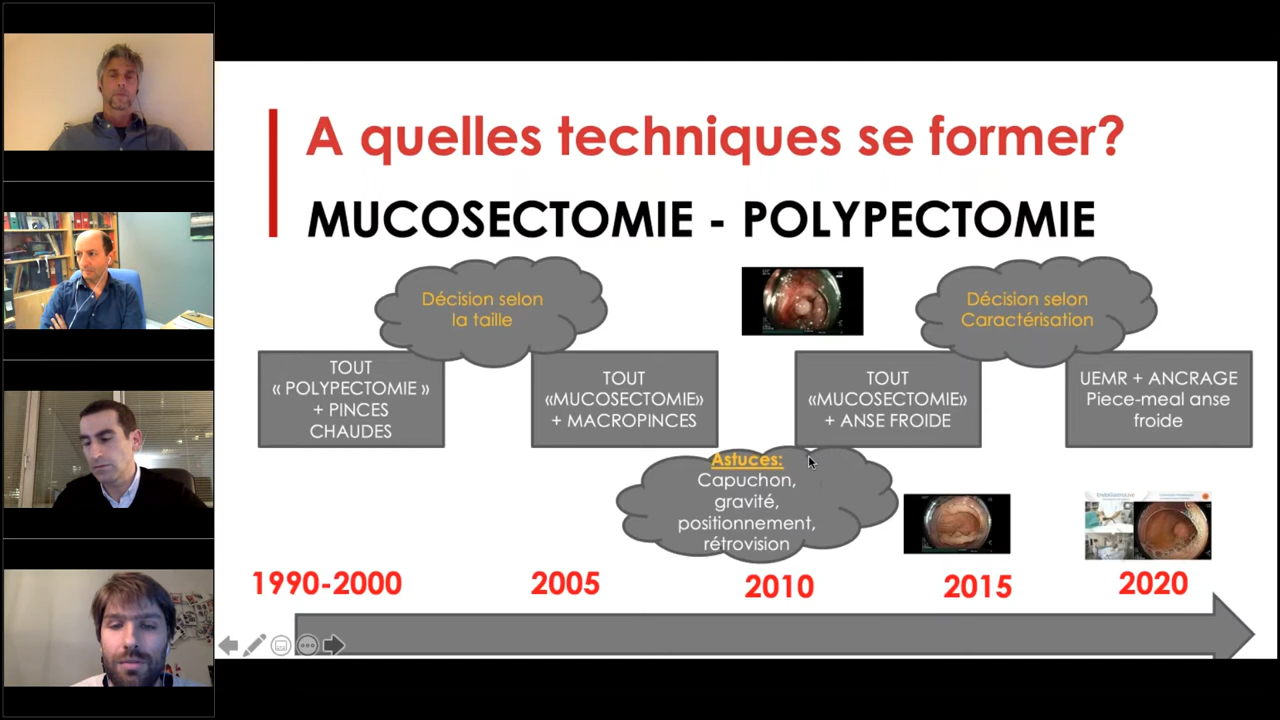 A quelles techniques se former?
MUCOSECTOMIE - POLYPECTOMIE
Décision selon
la taille
Décision selon
Caractérisation
TOUT
« POLYPECTOMIE »
+ PINCES
CHAUDES
TOUT
«MUCOSECTOMIE»
+ MACROPINCES
TOUT
«MUCOSECTOMIE»
+ ANSE FROIDE
UEMR + ANCRAGE
Piece-meal anse
froide
Astuces:
Capuchon,
gravité,
positionnement,
rétrovision
1990-2000
2005
2010
2015
2020